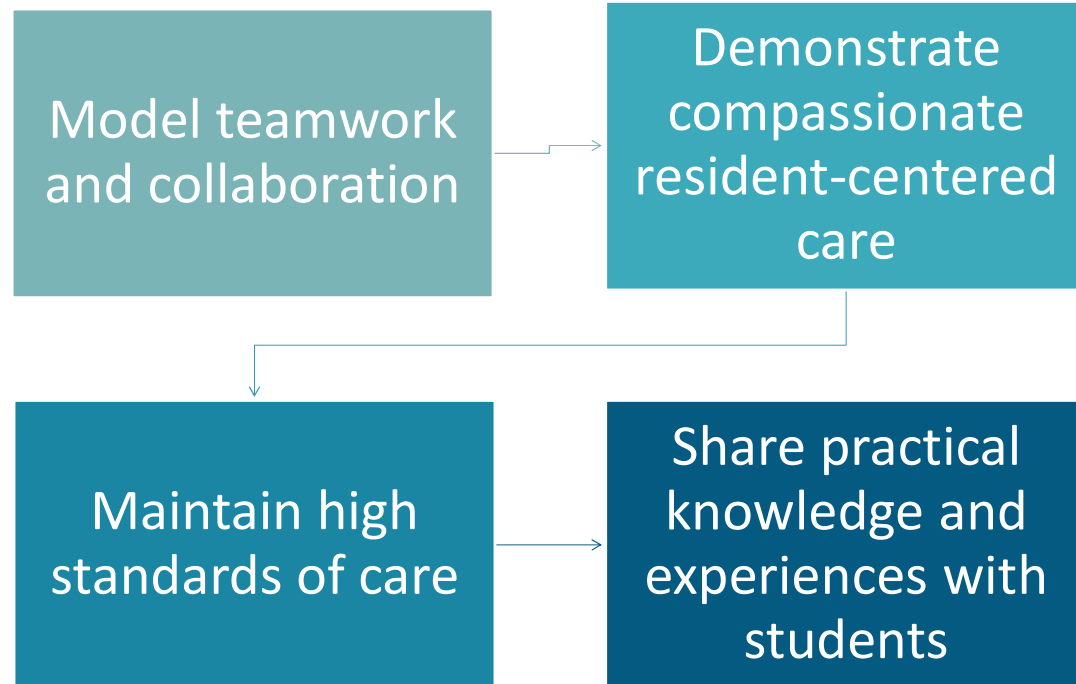 Model teamwork
and collaboration
Demonstrate
compassionate
resident-centered
care
Maintain high
standards of care
Share practical
knowledge and
experiences with
students